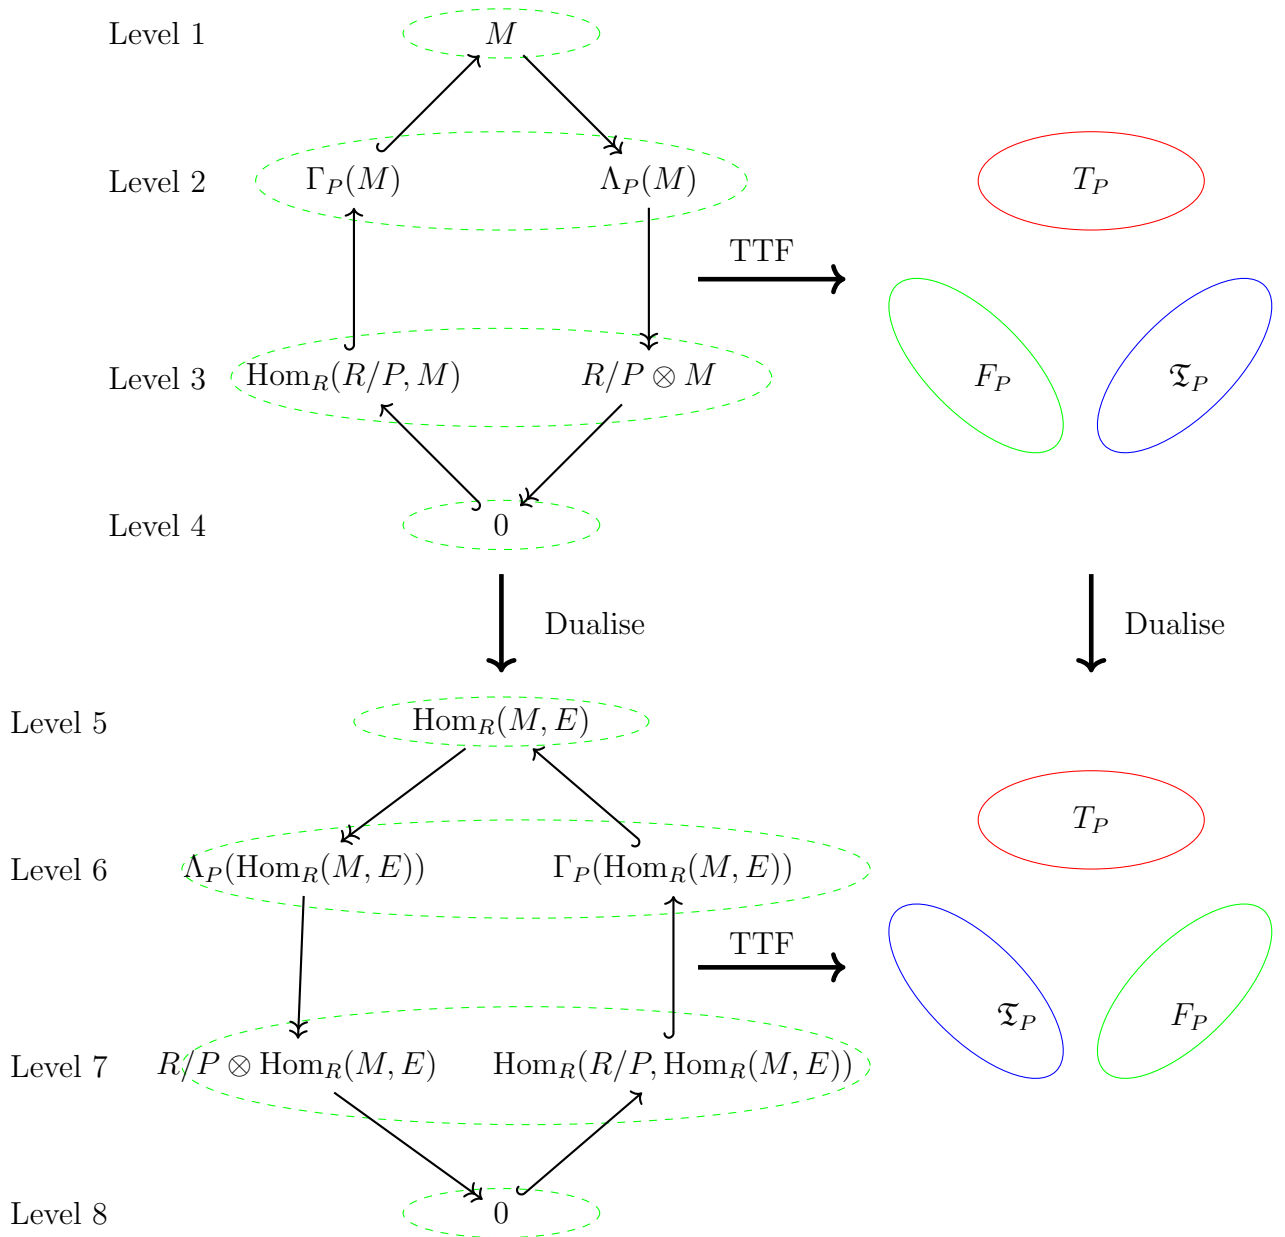 Level 1 M
Level 2 Γ_P(M) Λ_P(M) T_P
TTF
Level 3 Hom_R(R/P, M) R/P ⊗ M F_P 𝔗_P
Level 4 0
Dualise Dualise
Level 5 Hom_R(M, E)
T_P
Level 6 Λ_P(Hom_R(M, E)) Γ_P(Hom_R(M, E))
TTF
𝔗_P F_P
Level 7 R/P ⊗ Hom_R(M, E) Hom_R(R/P, Hom_R(M, E))
Level 8 0